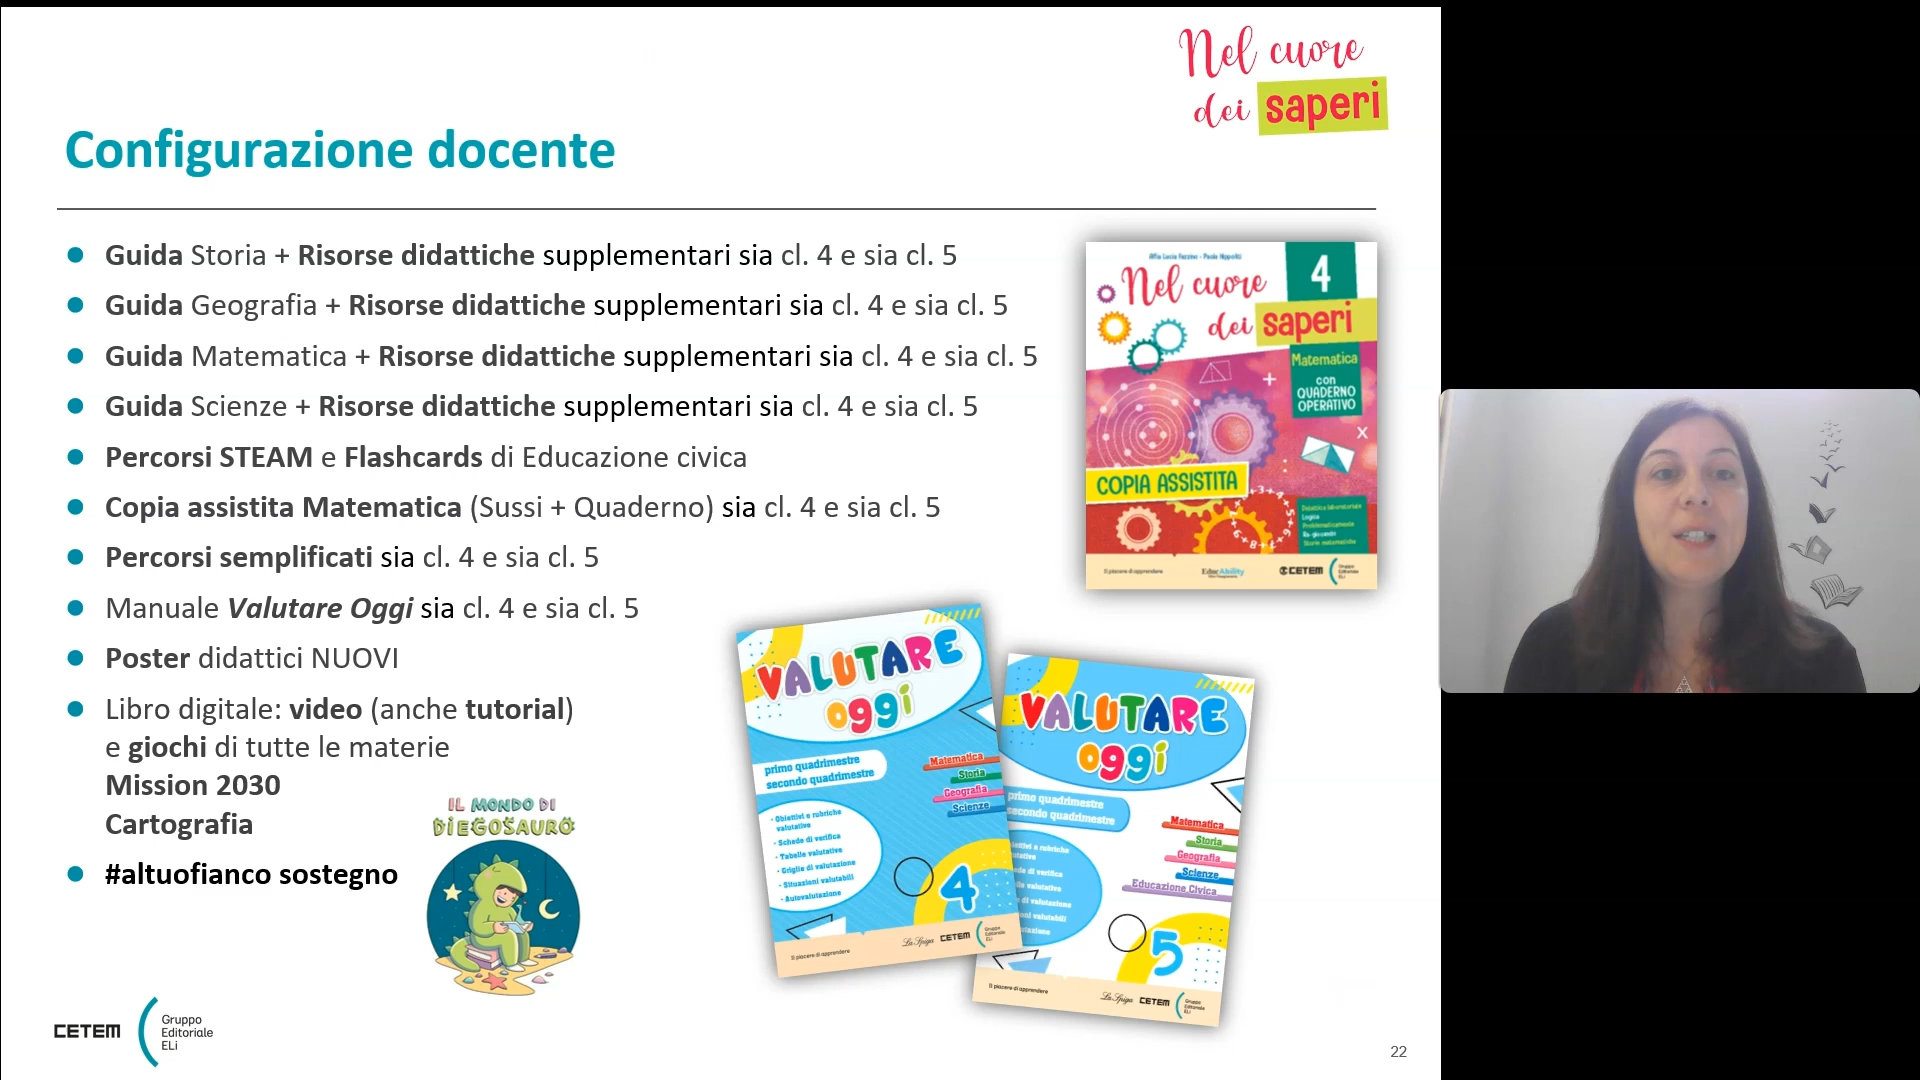 Nel cuore
dei saperi
Configurazione docente
Guida Storia + Risorse didattiche supplementari sia cl. 4 e sia cl. 5
Guida Geografia + Risorse didattiche supplementari sia cl. 4 e sia cl. 5
Guida Matematica + Risorse didattiche supplementari sia cl. 4 e sia cl. 5
Guida Scienze + Risorse didattiche supplementari sia cl. 4 e sia cl. 5
Percorsi STEAM e Flashcards di Educazione civica
Copia assistita Matematica (Sussi + Quaderno) sia cl. 4 e sia cl. 5
Percorsi semplificati sia cl. 4 e sia cl. 5
Manuale Valutare Oggi sia cl. 4 e sia cl. 5
Poster didattici NUOVI
Libro digitale: video (anche tutorial)
e giochi di tutte le materie
Mission 2030
Cartografia
#altuofianco sostegno
IL MONDO DI
DIEGOSAURO
4
Nel cuore
dei saperi
Matematica
con
QUADERNO
OPERATIVO
COPIA ASSISTITA
Didattica laboratoriale
Logica
Problematicamente
Storie matematiche
Il piacere di apprendere
EducAbility
CETEM
Gruppo
Editoriale
ELi
VALUTARE
oggi
primo quadrimestre
secondo quadrimestre
Matematica
Storia
Geografia
Scienze
- Obiettivi e rubriche
valutative
- Schede di verifica
- Tabelle valutative
- Griglie di valutazione
- Situazioni valutabili
- Autovalutazione
4
Il piacere di apprendere
La Spiga
CETEM
Gruppo
Editoriale
ELi
VALUTARE
oggi
primo quadrimestre
secondo quadrimestre
Matematica
Storia
Geografia
Scienze
Educazione Civica
5
Il piacere di apprendere
La Spiga
CETEM
Gruppo
Editoriale
ELi
CETEM
Gruppo
Editoriale
ELi
22